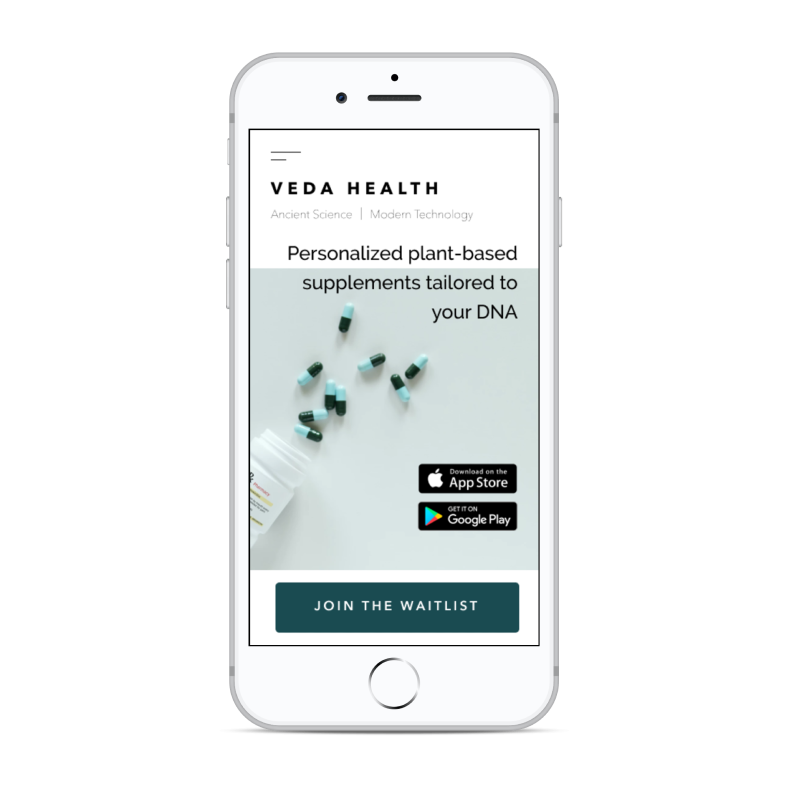 VEDA HEALTH
Ancient Science | Modern Technology
Personalized plant-based
supplements tailored to
your DNA
Download on the
App Store
GET IT ON
Google Play
JOIN THE WAITLIST